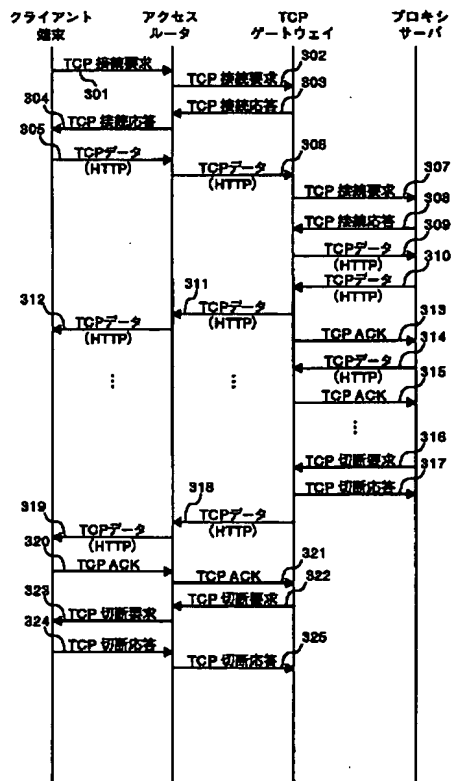 クライアント
端末
アクセス
ルータ
TCP
ゲートウェイ
プロキシ
サーバ
TCP 接続要求
301
TCP 接続要求
302
TCP 接続応答
303
304
TCP 接続応答
305
TCPデータ
(HTTP)
TCPデータ
(HTTP)
306
TCP 接続要求
307
TCP 接続応答
308
TCPデータ
(HTTP)
309
TCPデータ
(HTTP)
310
TCPデータ
(HTTP)
311
312
TCPデータ
(HTTP)
TCP ACK
313
TCPデータ
(HTTP)
314
TCP ACK
315
TCP 切断要求
316
TCP 切断応答
317
TCPデータ
(HTTP)
318
319
TCPデータ
(HTTP)
320
TCP ACK
TCP ACK
321
TCP 切断要求
322
323
TCP 切断要求
324
TCP 切断応答
TCP 切断応答
325